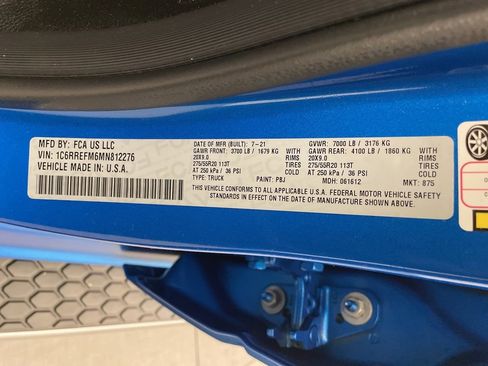 MFD BY: FCA US LLC
VIN: 1C6RREFM6MN812276
VEHICLE MADE IN U.S.A.
DATE OF MFR (BUILT): 7-21
GAWR FRONT: 3700 LB / 1679 KG
20X9.0 RIMS
275/55R20 113T TIRES
AT 250 kPa / 36 PSI COLD
TYPE: TRUCK PAINT: PBJ
GVWR: 7000 LB / 3176 KG
GAWR REAR: 4100 LB / 1860 KG
20X9.0 RIMS
275/55R20 113T TIRES
AT 250 kPa / 36 PSI COLD
MDH: 061612 MKT: 875
THIS VEHICLE CONFORMS TO ALL APPLICABLE U.S.A. FEDERAL MOTOR VEHICLE SAFETY
STANDARDS IN EFFECT ON THE DATE OF MANUFACTURE SHOWN ABOVE.